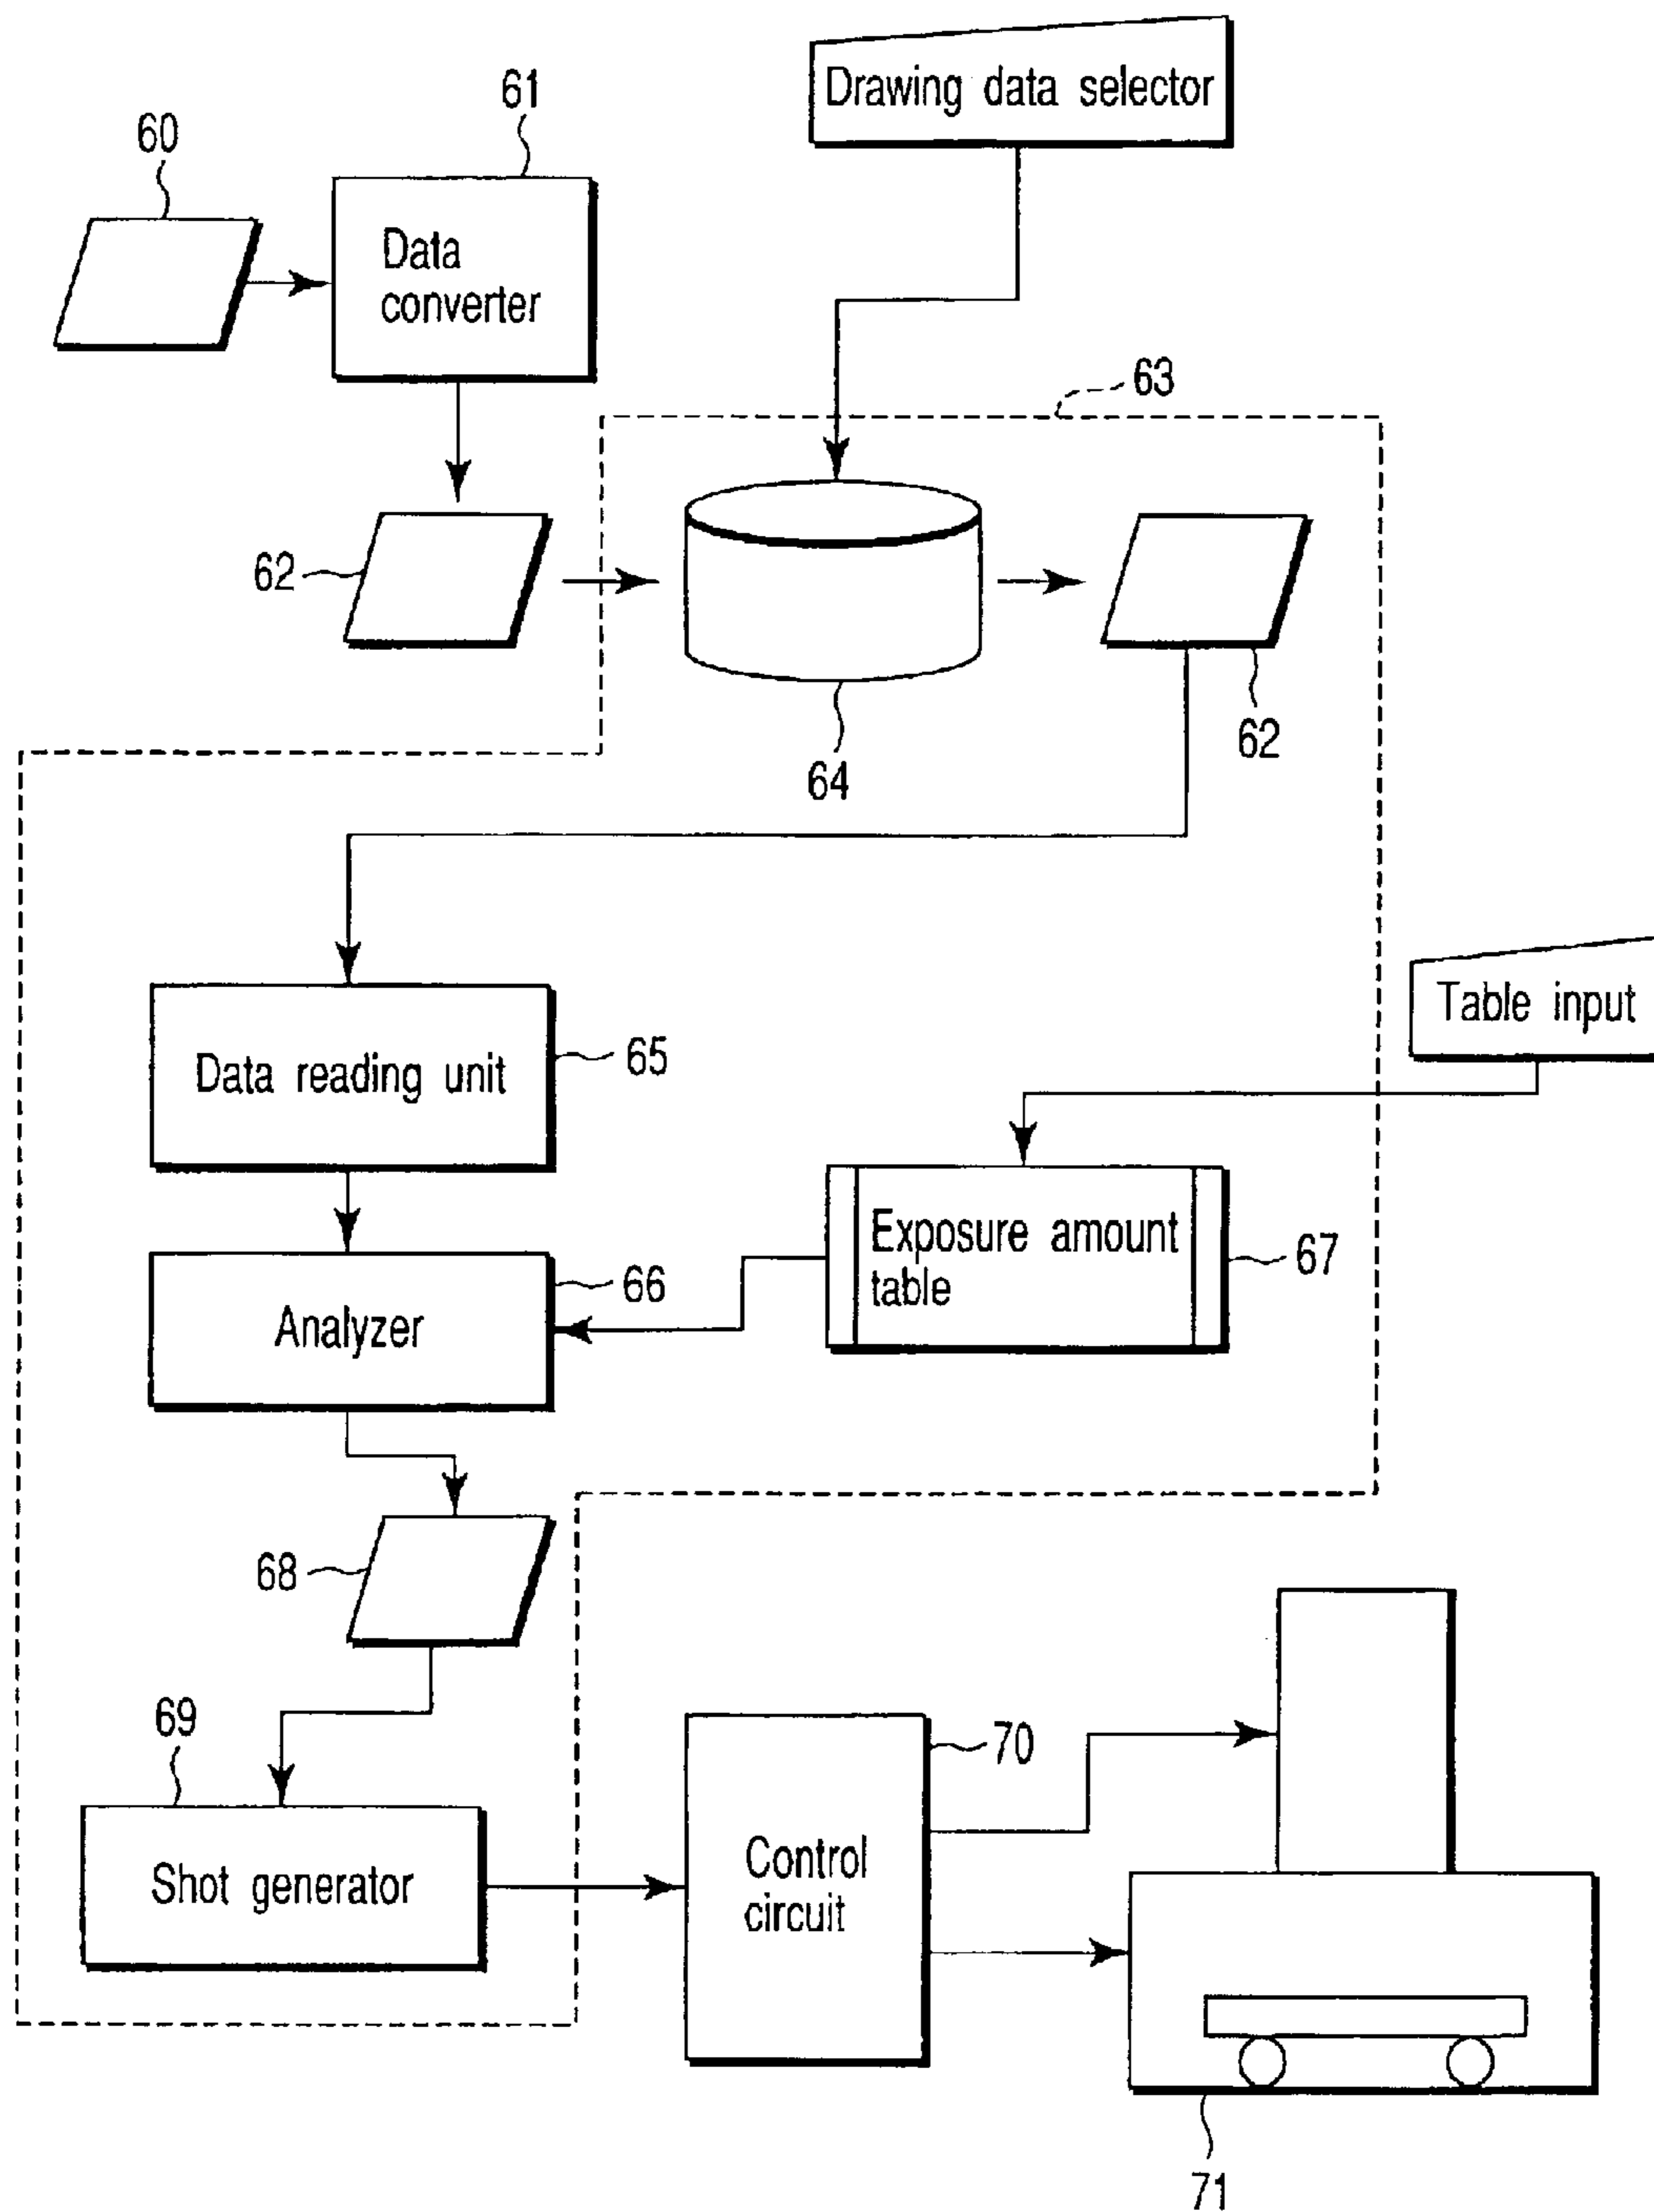 Drawing data selector
61
60
Data
converter
63
62
64
62
Table input
Data reading unit
65
Exposure amount
table
67
66
Analyzer
68
69
70
Shot generator
Control
circuit
71